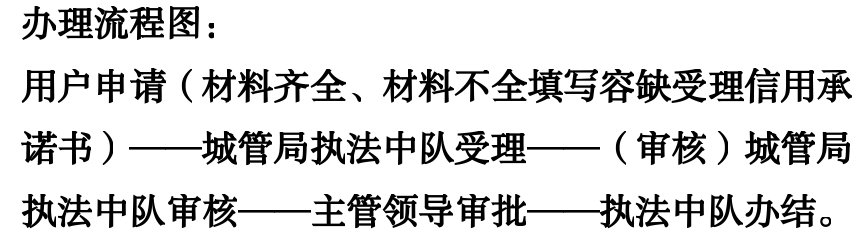 办理流程图：
用户申请（材料齐全、材料不全填写容缺受理信用承
诺书）——城管局执法中队受理——（审核）城管局
执法中队审核——主管领导审批——执法中队办结。